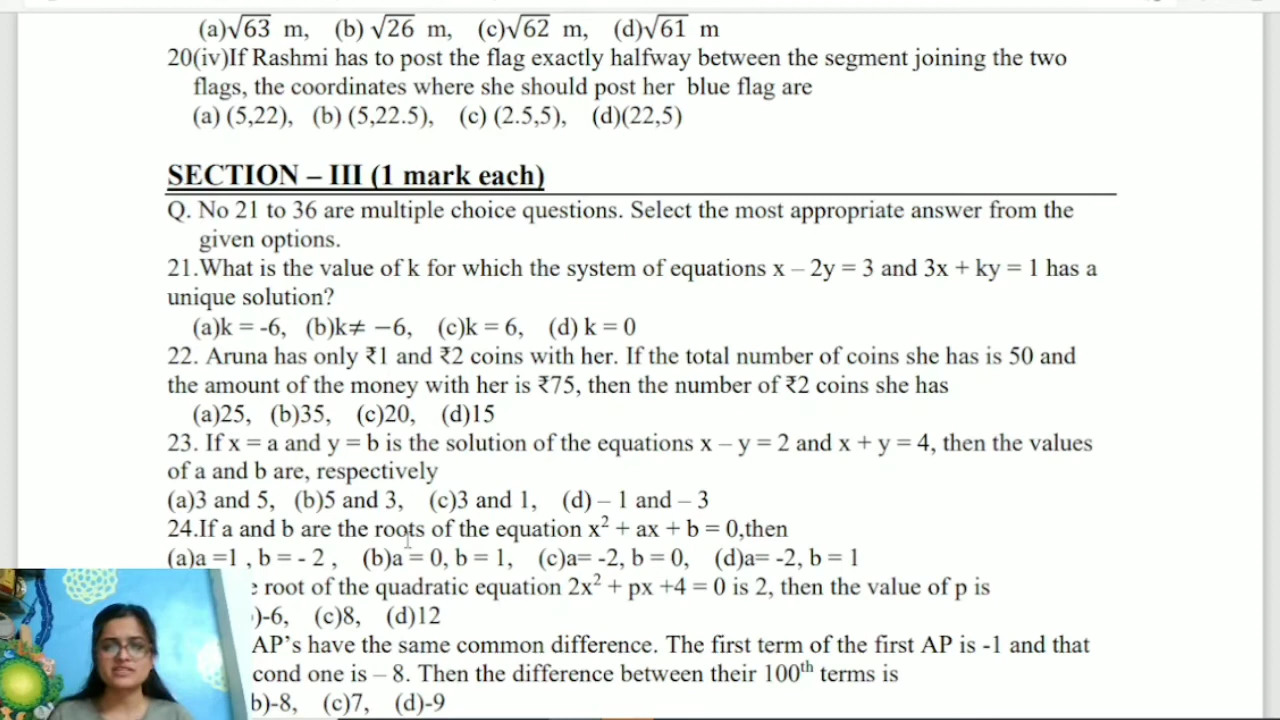 (a)√63 m, (b) √26 m, (c)√62 m, (d)√61 m
20(iv)If Rashmi has to post the flag exactly halfway between the segment joining the two
flags, the coordinates where she should post her blue flag are
(a) (5,22), (b) (5,22.5), (c) (2.5,5), (d)(22,5)
SECTION – III (1 mark each)
Q. No 21 to 36 are multiple choice questions. Select the most appropriate answer from the
given options.
21.What is the value of k for which the system of equations x – 2y = 3 and 3x + ky = 1 has a
unique solution?
(a)k = -6, (b)k≠ −6, (c)k = 6, (d) k = 0
22. Aruna has only ₹1 and ₹2 coins with her. If the total number of coins she has is 50 and
the amount of the money with her is ₹75, then the number of ₹2 coins she has
(a)25, (b)35, (c)20, (d)15
23. If x = a and y = b is the solution of the equations x – y = 2 and x + y = 4, then the values
of a and b are, respectively
(a)3 and 5, (b)5 and 3, (c)3 and 1, (d) – 1 and – 3
24.If a and b are the roots of the equation x² + ax + b = 0,then
(a)a =1 , b = - 2 , (b)a = 0, b = 1, (c)a= -2, b = 0, (d)a= -2, b = 1
root of the quadratic equation 2x² + px +4 = 0 is 2, then the value of p is
)-6, (c)8, (d)12
AP’s have the same common difference. The first term of the first AP is -1 and that
cond one is – 8. Then the difference between their 100th terms is
b)-8, (c)7, (d)-9